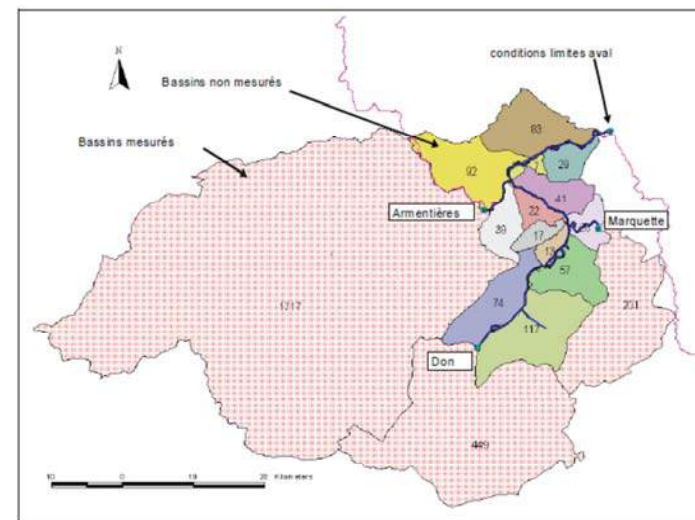 N
conditions limites aval
Bassins non mesurés
Bassins mesurés
83
92
29
Armentières
41
Marquette
22
39
17
13
57
1717
74
201
117
Don
449
10 0 10 20 Kilometers